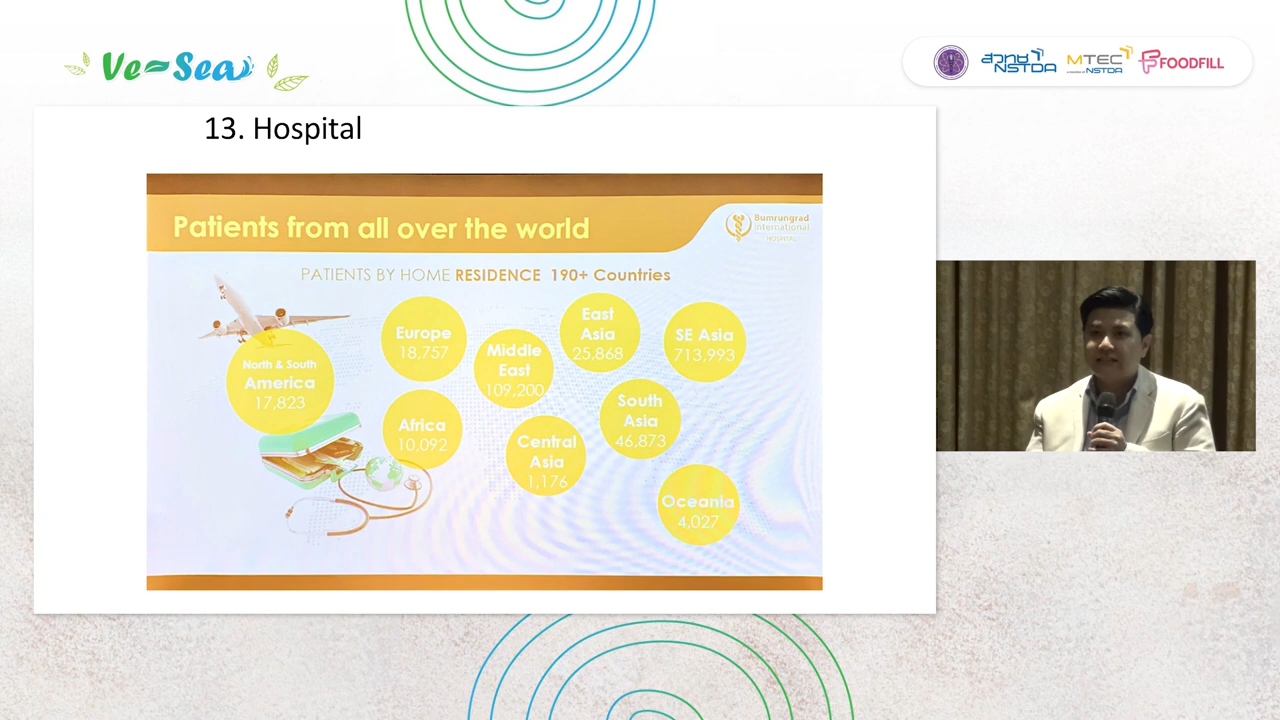 Ve-Sea
สวทช
NSTDA
MTEC
NSTDA
FOODFILL
13. Hospital
Patients from all over the world
Bumrungrad
International
HOSPITAL
PATIENTS BY HOME RESIDENCE 190+ Countries
North & South
America
17,823
Europe
18,757
Africa
10,092
Middle
East
109,200
Central
Asia
1,176
East
Asia
25,868
South
Asia
46,873
SE Asia
713,993
Oceania
4,027